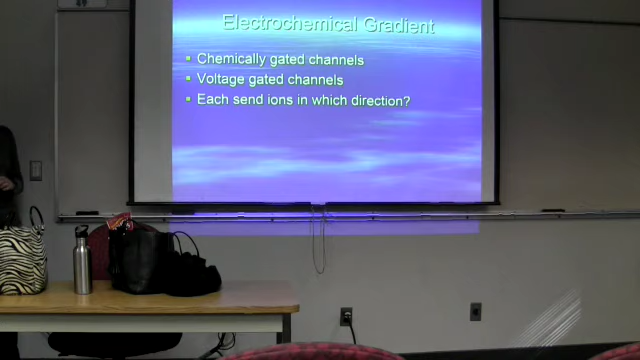 Electrochemical Gradient
Chemically gated channels
Voltage gated channels
Each send ions in which direction?